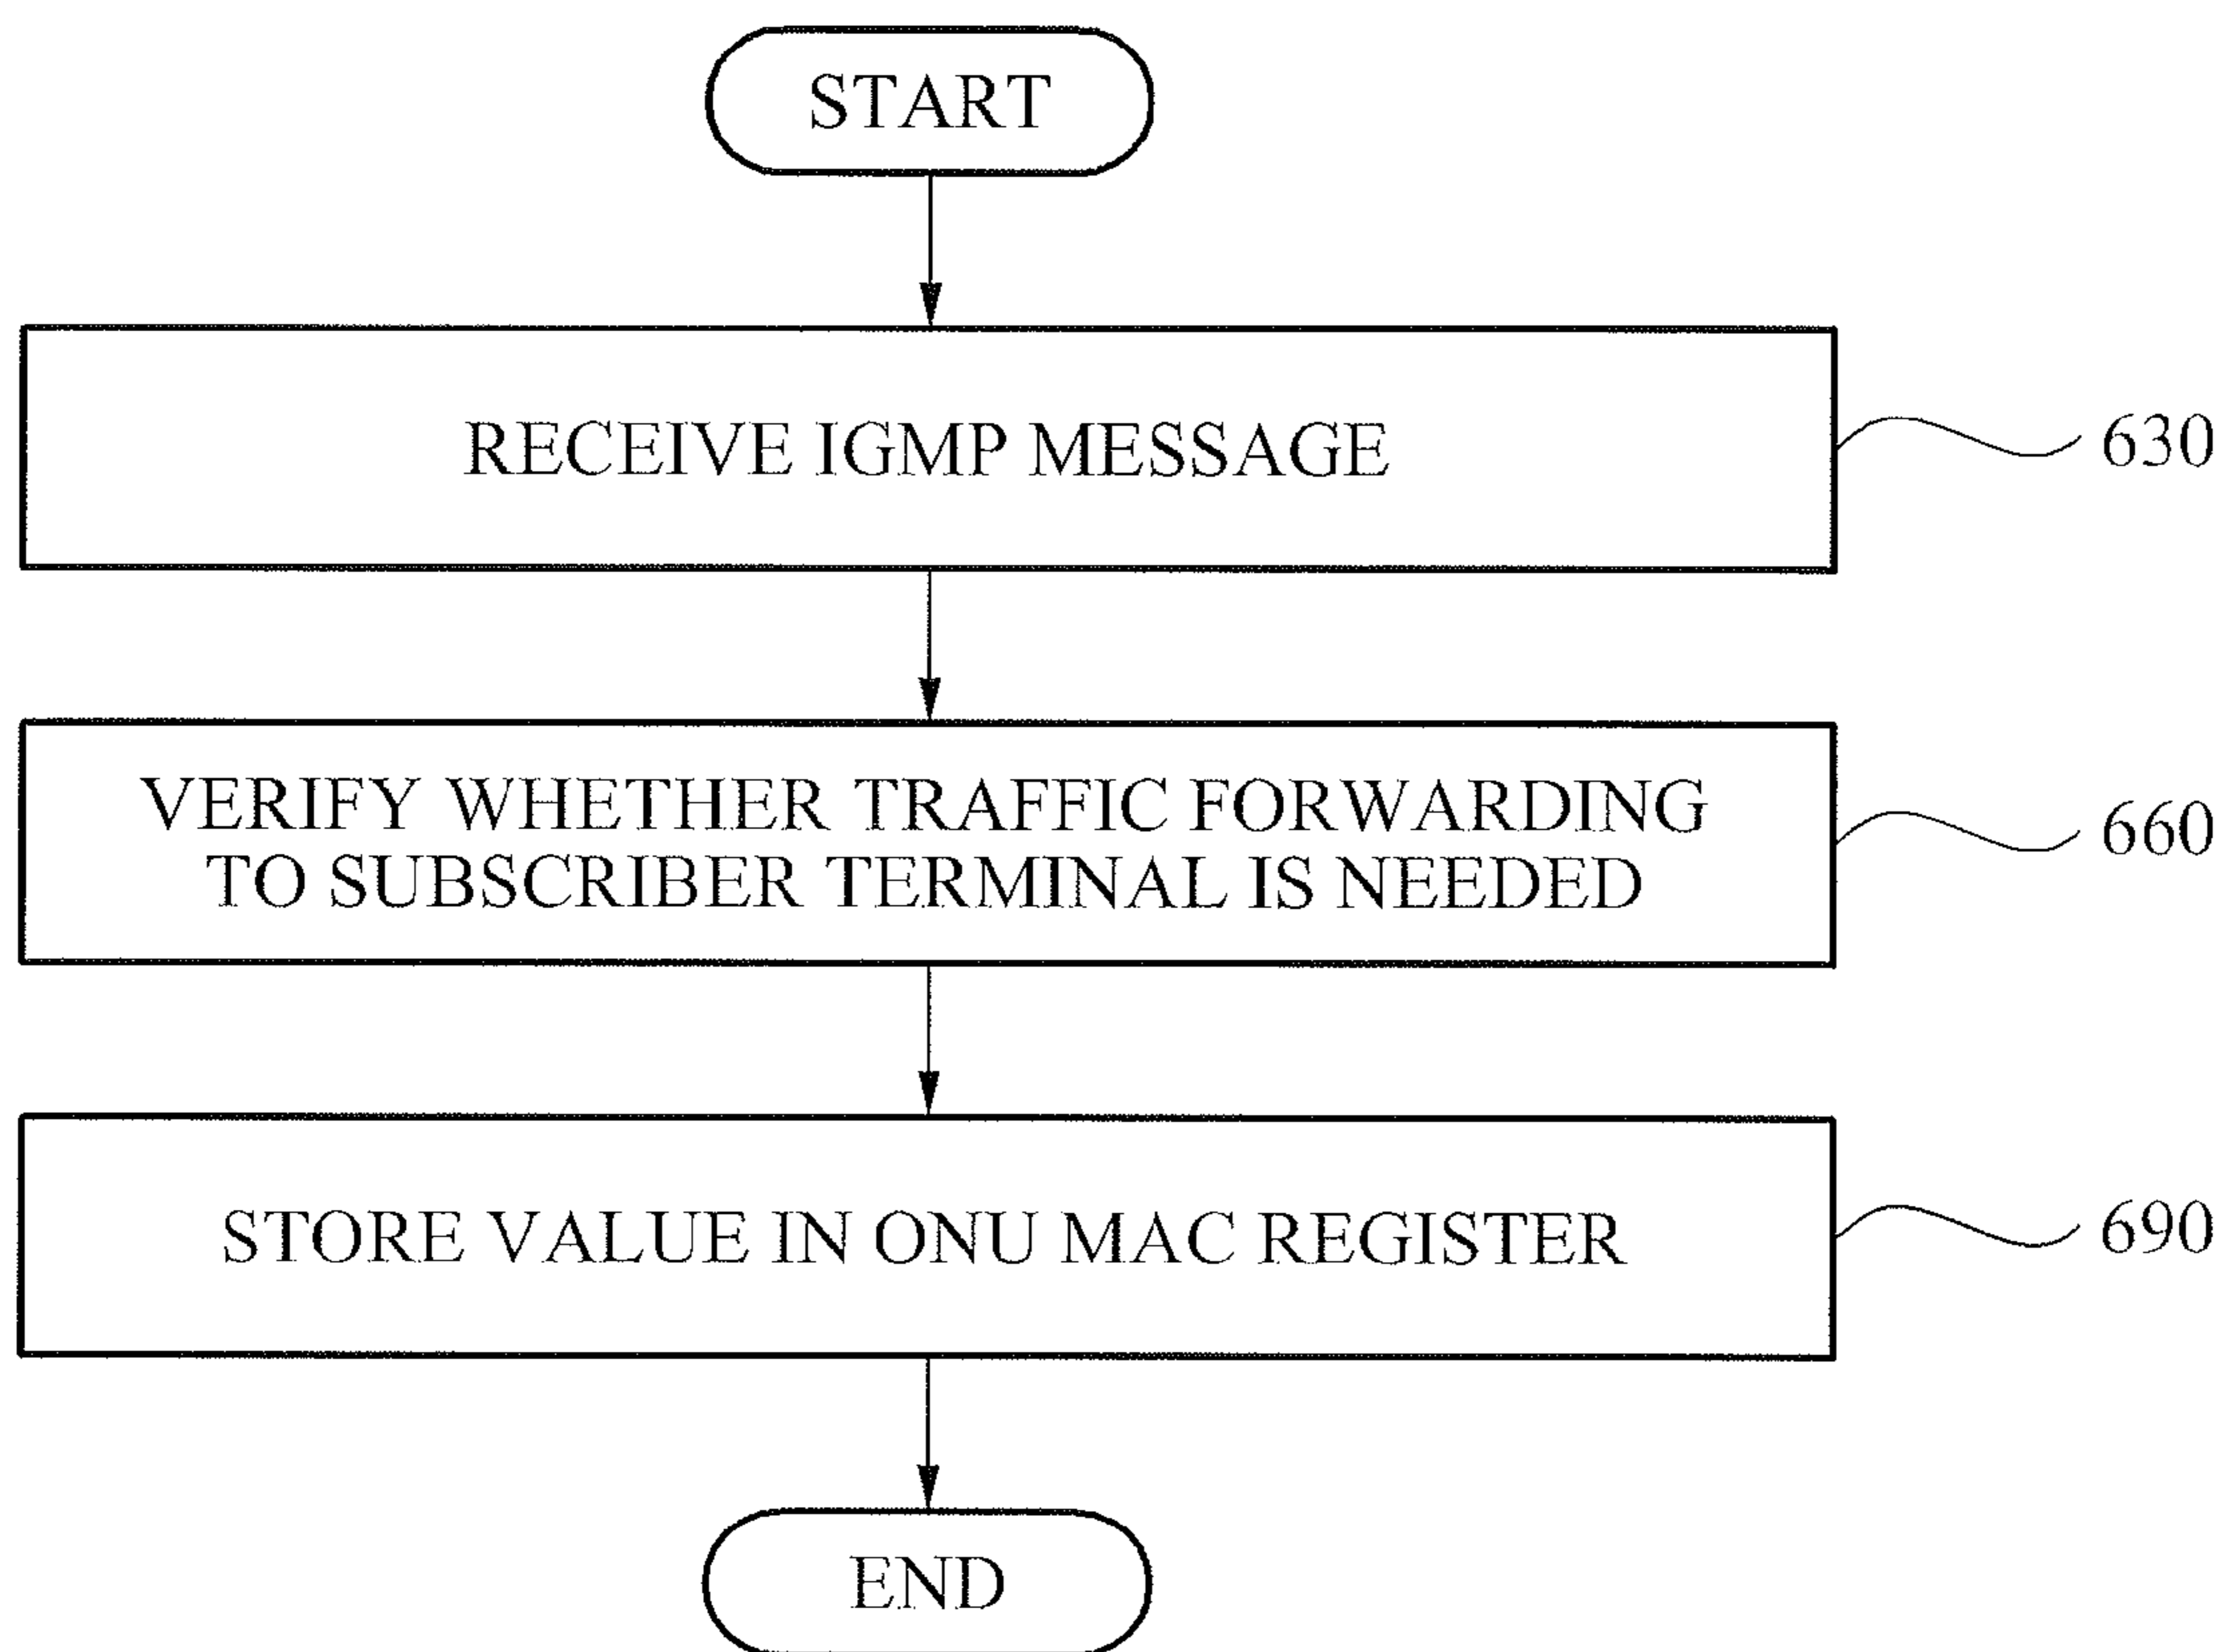 START
RECEIVE IGMP MESSAGE
630
VERIFY WHETHER TRAFFIC FORWARDING
TO SUBSCRIBER TERMINAL IS NEEDED
660
STORE VALUE IN ONU MAC REGISTER
690
END